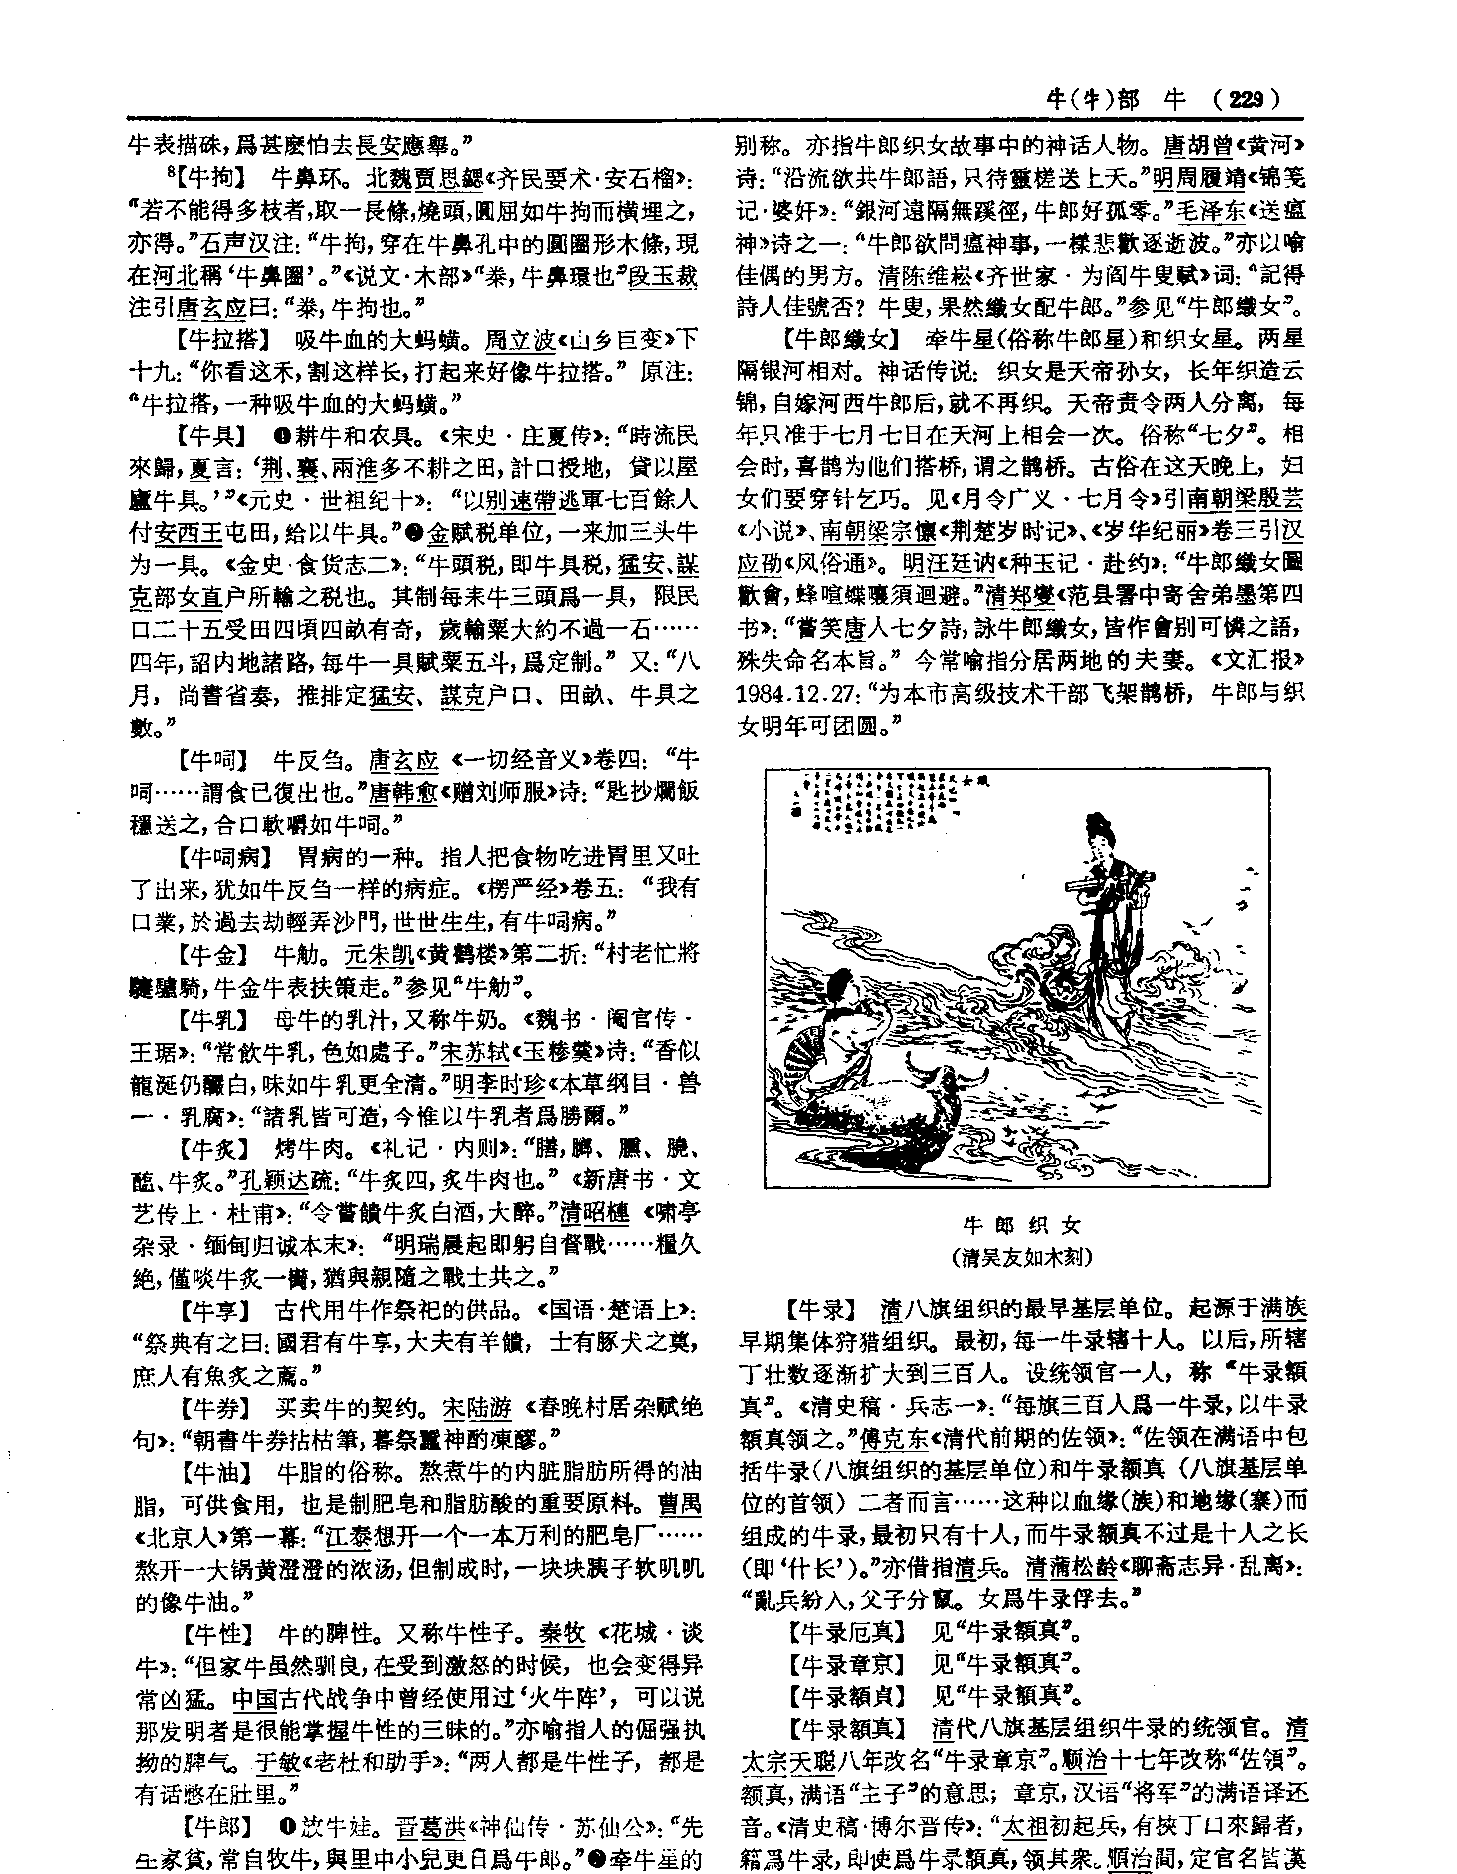 牛(牜)部　牛　(229)
牛表描硃，爲甚麽怕去長安應舉。”
⁸【牛拘】　牛鼻环。北魏贾思勰《齐民要术·安石榴》：
“若不能得多枝者，取一長條，燒頭，圓屈如牛拘而橫埋之，
亦得。”石声汉注：“牛拘，穿在牛鼻孔中的圓圈形木條，現
在河北稱‘牛鼻圈’。”《说文·木部》“桊，牛鼻環也”段玉裁
注引唐玄应曰：“桊，牛拘也。”
【牛拉搭】　吸牛血的大蚂蟥。周立波《山乡巨变》下
十九：“你看这禾，割这样长，打起来好像牛拉搭。”原注：
“牛拉搭，一种吸牛血的大蚂蟥。”
【牛具】　❶耕牛和农具。《宋史·庄夏传》：“時流民
來歸，夏言：‘荆、襄、兩淮多不耕之田，計口授地，貸以屋
廬牛具。’”《元史·世祖纪十》：“以别速帶逃軍七百餘人
付安西王屯田，給以牛具。”❷金赋税单位，一耒加三头牛
为一具。《金史·食货志二》：“牛頭税，即牛具税，猛安、謀
克部女直户所輸之税也。其制每耒牛三頭爲一具，限民
口二十五受田四頃四畝有奇，歲輸粟大約不過一石……
四年，詔内地諸路，每牛一具賦粟五斗，爲定制。”又：“八
月，尚書省奏，推排定猛安、謀克户口、田畝、牛具之
數。”
【牛呞】　牛反刍。唐玄应《一切经音义》卷四：“牛
呞……謂食已復出也。”唐韩愈《赠刘师服》诗：“匙抄爛飯
穩送之，合口軟嚼如牛呞。”
【牛呞病】　胃病的一种。指人把食物吃进胃里又吐
了出来，犹如牛反刍一样的病症。《楞严经》卷五：“我有
口業，於過去劫輕弄沙門，世世生生，有牛呞病。”
【牛金】　牛觔。元朱凯《黄鹤楼》第二折：“村老忙將
驢騎，牛金牛表扶策走。”参见“牛觔”。
【牛乳】　母牛的乳汁，又称牛奶。《魏书·阉官传·
王琚》：“常飲牛乳，色如處子。”宋苏轼《玉糁羹》诗：“香似
龍涎仍釅白，味如牛乳更全清。”明李时珍《本草纲目·兽
一·乳腐》：“諸乳皆可造，今惟以牛乳者爲勝爾。”
【牛炙】　烤牛肉。《礼记·内则》：“膳，膷、臐、膮、
醢、牛炙。”孔颖达疏：“牛炙四，炙牛肉也。”《新唐书·文
艺传上·杜甫》：“令嘗饋牛炙白酒，大醉。”清昭梿《啸亭
杂录·缅甸归诚本末》：“明瑞晨起即躬自督戰……糧久
絶，僅啖牛炙一臠，猶與親隨之戰士共之。”
【牛享】　古代用牛作祭祀的供品。《国语·楚语上》：
“祭典有之曰：國君有牛享，大夫有羊饋，士有豚犬之奠，
庶人有魚炙之薦。”
【牛券】　买卖牛的契约。宋陆游《春晚村居杂赋绝
句》：“朝書牛券拈枯筆，暮祭蠶神酌凍醪。”
【牛油】　牛脂的俗称。熬煮牛的内脏脂肪所得的油
脂，可供食用，也是制肥皂和脂肪酸的重要原料。曹禺
《北京人》第一幕：“江泰想开一个一本万利的肥皂厂……
熬开一大锅黄澄澄的浓汤，但制成时，一块块胰子软叽叽
的像牛油。”
【牛性】　牛的脾性。又称牛性子。秦牧《花城·谈
牛》：“但家牛虽然驯良，在受到激怒的时候，也会变得异
常凶猛。中国古代战争中曾经使用过‘火牛阵’，可以说
那发明者是很能掌握牛性的三昧的。”亦喻指人的倔强执
拗的脾气。于敏《老杜和助手》：“两人都是牛性子，都是
有话憋在肚里。”
【牛郎】　❶放牛娃。晋葛洪《神仙传·苏仙公》：“先
生家貧，常自牧牛，與里中小兒更日爲牛郎。”❷牵牛星的
别称。亦指牛郎织女故事中的神话人物。唐胡曾《黄河》
诗：“沿流欲共牛郎語，只待靈槎送上天。”明周履靖《锦笺
记·婆奸》：“銀河遠隔無蹊徑，牛郎好孤零。”毛泽东《送瘟
神》诗之一：“牛郎欲問瘟神事，一樣悲歡逐逝波。”亦以喻
佳偶的男方。清陈维崧《齐世家·为阎牛叟赋》词：“記得
詩人佳號否？牛叟，果然織女配牛郎。”参见“牛郎織女”。
【牛郎織女】　牵牛星(俗称牛郎星)和织女星。两星
隔银河相对。神话传说：织女是天帝孙女，长年织造云
锦，自嫁河西牛郎后，就不再织。天帝责令两人分离，每
年只准于七月七日在天河上相会一次。俗称“七夕”。相
会时，喜鹊为他们搭桥，谓之鹊桥。古俗在这天晚上，妇
女们要穿针乞巧。见《月令广义·七月令》引南朝梁殷芸
《小说》、南朝梁宗懔《荆楚岁时记》、《岁华纪丽》卷三引汉
应劭《风俗通》。明汪廷讷《种玉记·赴约》：“牛郎織女圖
歡會，蜂喧蝶嚷須迴避。”清郑燮《范县署中寄舍弟墨第四
书》：“嘗笑唐人七夕詩，詠牛郎織女，皆作會别可憐之語，
殊失命名本旨。”今常喻指分居两地的夫妻。《文汇报》
1984.12.27：“为本市高级技术干部飞架鹊桥，牛郎与织
女明年可团圆。”
牛郎织女
(清吴友如木刻)
【牛录】　清八旗组织的最早基层单位。起源于满族
早期集体狩猎组织。最初，每一牛录辖十人。以后，所辖
丁壮数逐渐扩大到三百人。设统领官一人，称“牛录額
真”。《清史稿·兵志一》：“每旗三百人爲一牛录，以牛录
額真领之。”傅克东《清代前期的佐领》：“佐领在满语中包
括牛录(八旗组织的基层单位)和牛录额真(八旗基层单
位的首领)二者而言……这种以血缘(族)和地缘(寨)而
组成的牛录，最初只有十人，而牛录额真不过是十人之长
(即‘什长’)。”亦借指清兵。清蒲松龄《聊斋志异·乱离》：
“亂兵紛入，父子分竄。女爲牛录俘去。”
【牛录厄真】　见“牛录額真”。
【牛录章京】　见“牛录額真”。
【牛录額貞】　见“牛录額真”。
【牛录額真】　清代八旗基层组织牛录的统领官。清
太宗天聪八年改名“牛录章京”。顺治十七年改称“佐領”。
额真，满语“主子”的意思；章京，汉语“将军”的满语译还
音。《清史稿·博尔晋传》：“太祖初起兵，有挾丁口來歸者，
籍爲牛录，即使爲牛录額真，領其衆。順治間，定官名皆漢